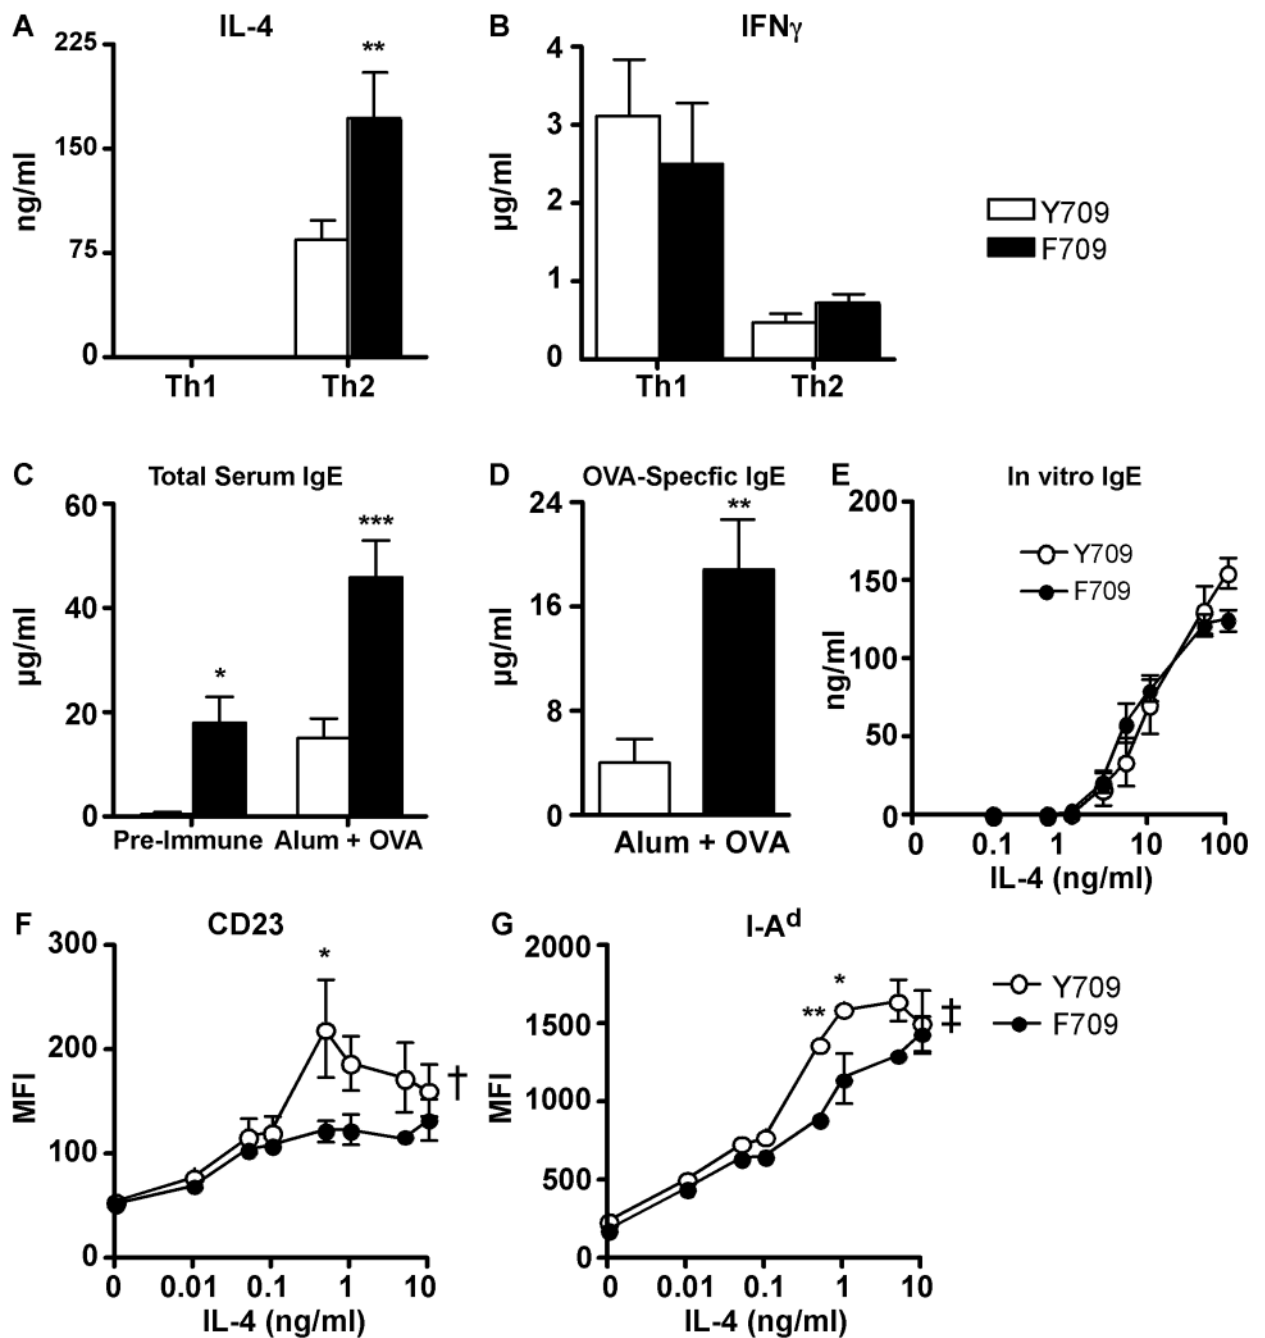 A IL-4
225
150
75
0
ng/ml
**
Th1 Th2
B IFNγ
4
3
2
1
0
µg/ml
Th1 Th2
Y709
F709
C Total Serum IgE
60
40
20
0
µg/ml
*
***
Pre-Immune Alum + OVA
D OVA-Specfic IgE
24
16
8
0
µg/ml
**
Alum + OVA
E In vitro IgE
200
150
100
50
0
ng/ml
Y709
F709
0 0.1 1 10 100
IL-4 (ng/ml)
F CD23
300
200
100
0
MFI
*
†
0 0.01 0.1 1 10
IL-4 (ng/ml)
G I-Ad
2000
1500
1000
500
0
MFI
**
*
‡
0 0.01 0.1 1 10
IL-4 (ng/ml)
Y709
F709